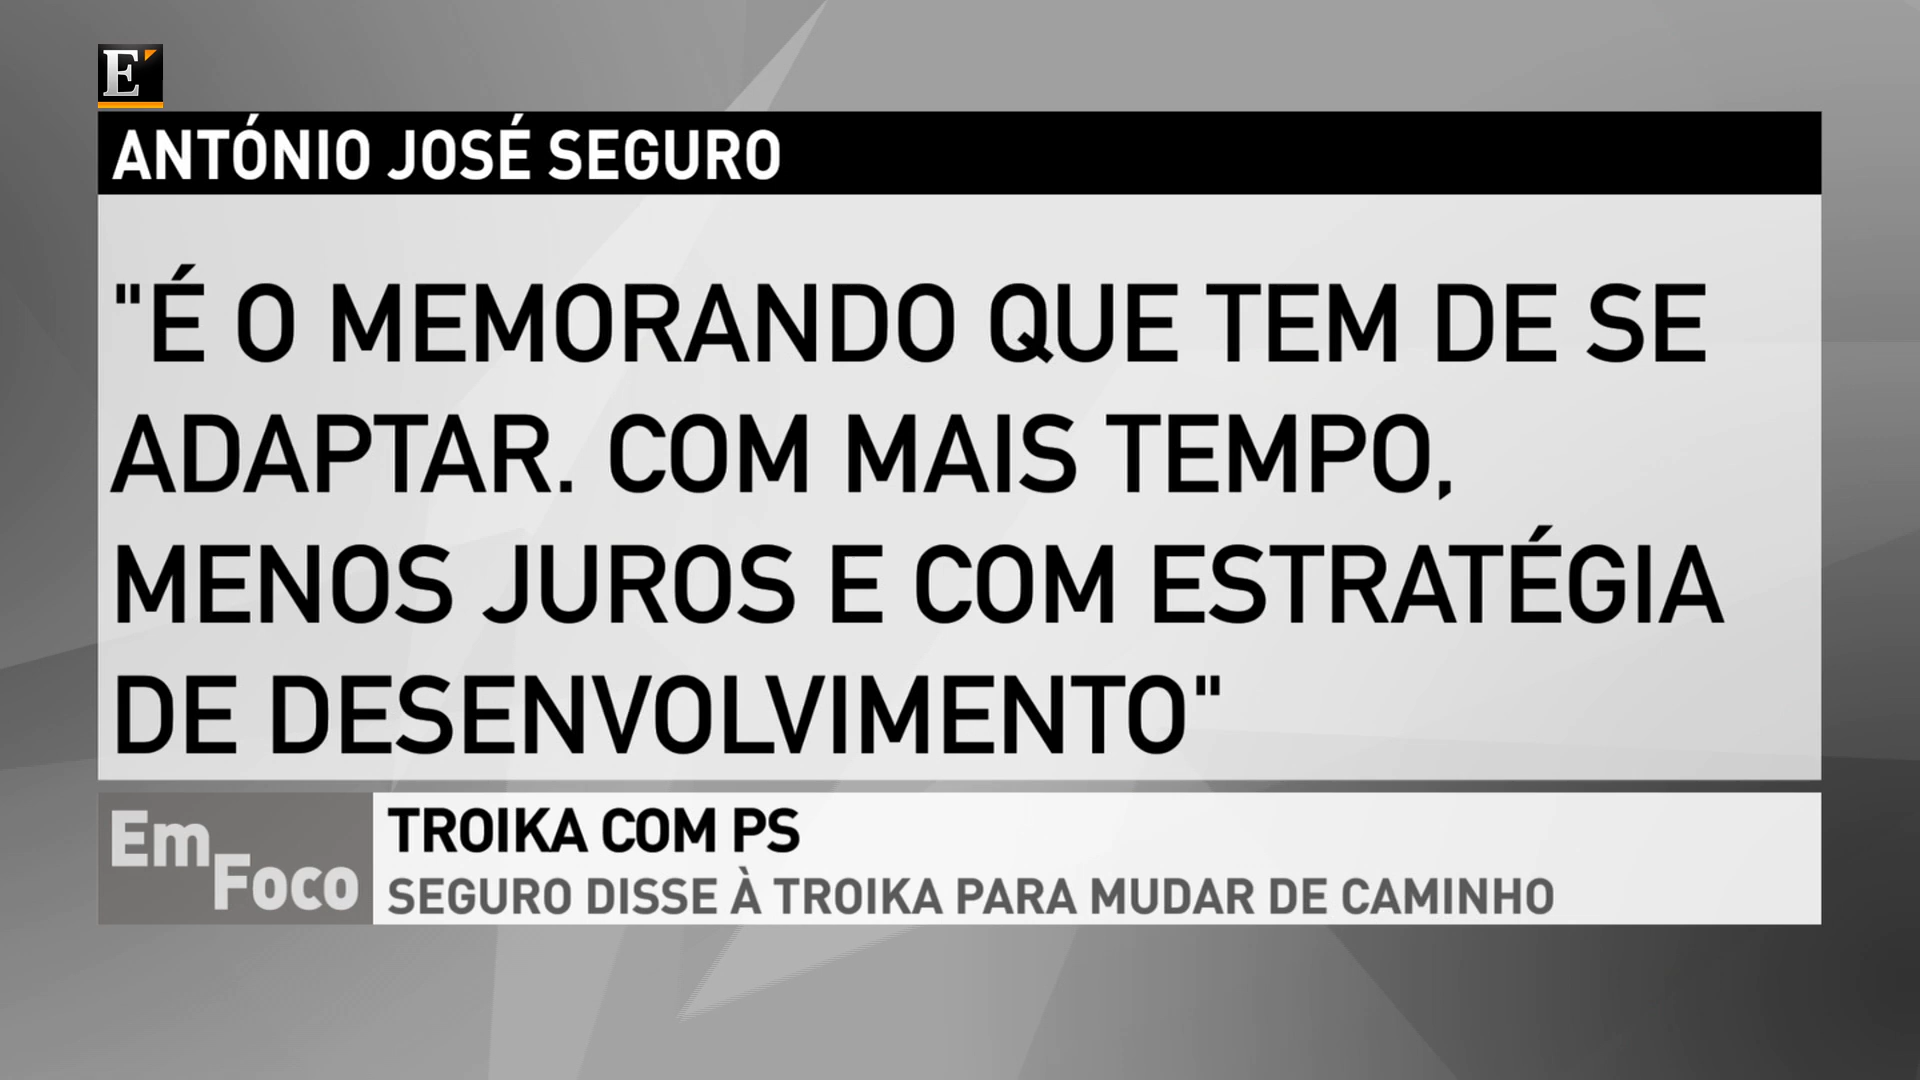 E
ANTÓNIO JOSÉ SEGURO
"É O MEMORANDO QUE TEM DE SE
ADAPTAR. COM MAIS TEMPO,
MENOS JUROS E COM ESTRATÉGIA
DE DESENVOLVIMENTO"
Em
Foco
TROIKA COM PS
SEGURO DISSE À TROIKA PARA MUDAR DE CAMINHO